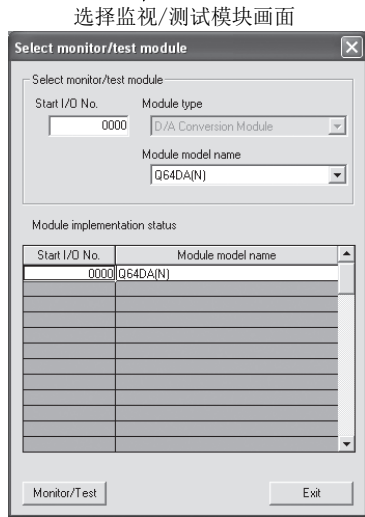 选择监视/测试模块画面
Select monitor/test module
Select monitor/test module
Start I/O No. Module type
0000 D/A Conversion Module
Module model name
Q64DA(N)
Module implementation status
Start I/O No. Module model name
0000 Q64DA(N)
Monitor/Test Exit